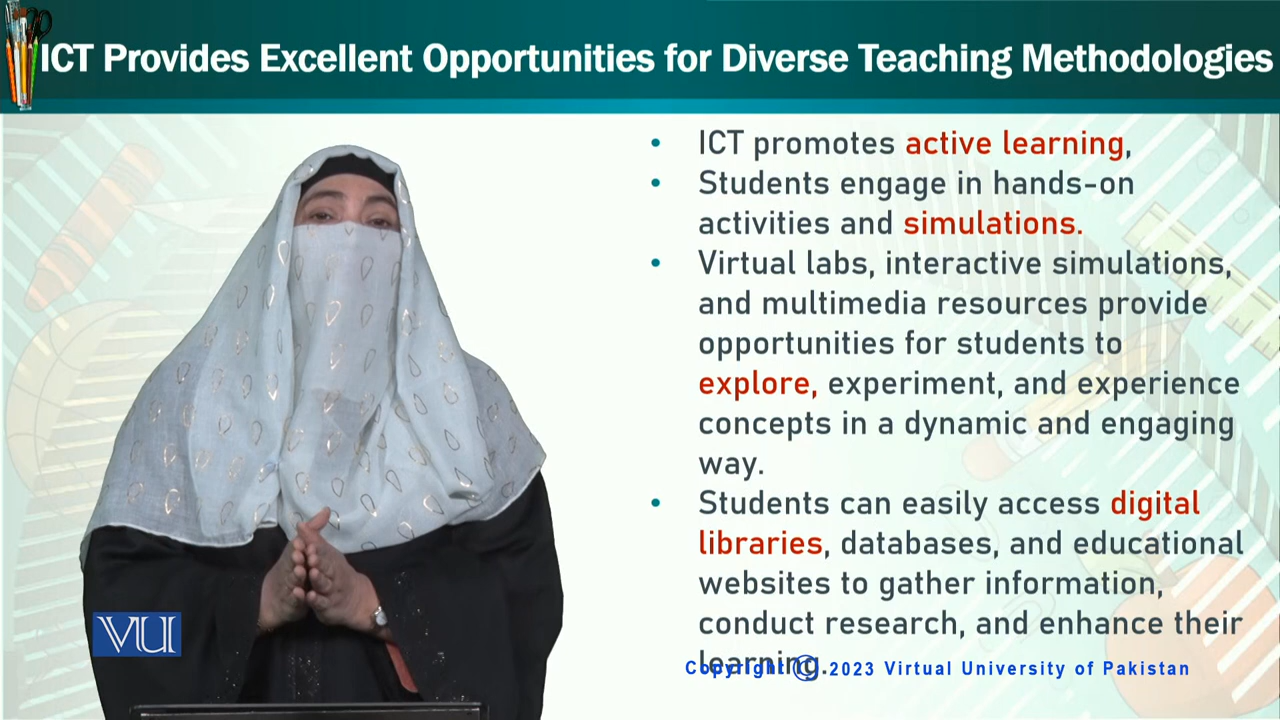 ICT Provides Excellent Opportunities for Diverse Teaching Methodologies
• ICT promotes active learning,
• Students engage in hands-on
activities and simulations.
• Virtual labs, interactive simulations,
and multimedia resources provide
opportunities for students to
explore, experiment, and experience
concepts in a dynamic and engaging
way.
• Students can easily access digital
libraries, databases, and educational
websites to gather information,
conduct research, and enhance their
learning.
VU
Copyright © 2023 Virtual University of Pakistan